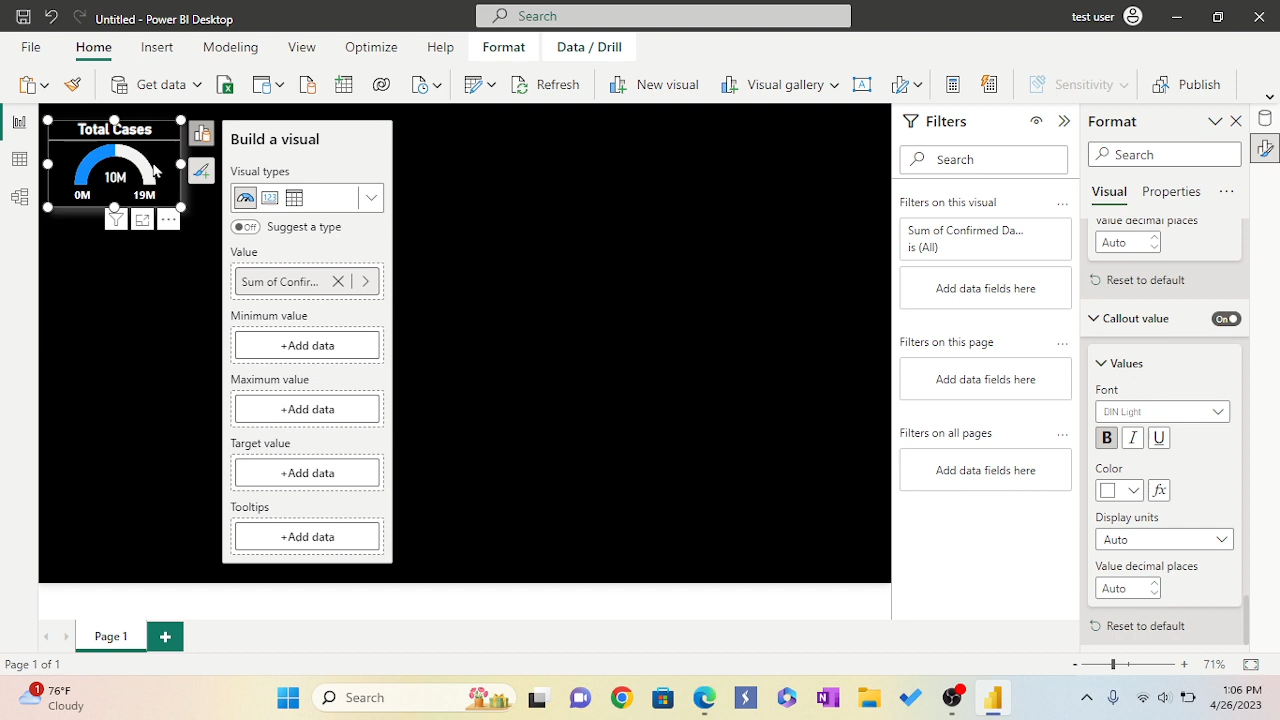 Untitled - Power BI Desktop
Search
test user
File
Home
Insert
Modeling
View
Optimize
Help
Format
Data / Drill
Get data
Refresh
New visual
Visual gallery
Sensitivity
Publish
Total Cases
10M
0M
19M
Build a visual
Visual types
123
Off
Suggest a type
Value
Sum of Confir...
Minimum value
+Add data
Maximum value
+Add data
Target value
+Add data
Tooltips
+Add data
Filters
Search
Filters on this visual
Sum of Confirmed Da...
is (All)
Add data fields here
Filters on this page
Add data fields here
Filters on all pages
Add data fields here
Format
Search
Visual
Properties
Value decimal places
Auto
Reset to default
Callout value
On
Values
Font
DIN Light
B
I
U
Color
fx
Display units
Auto
Value decimal places
Auto
Reset to default
Page 1
Page 1 of 1
71%
1
76°F
Cloudy
Search
1:06 PM
4/26/2023